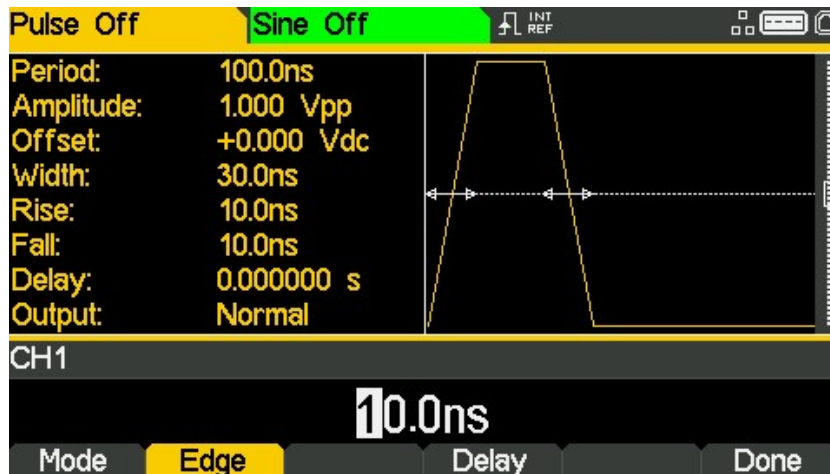 Pulse Off Sine Off INT
REF
Period: 100.0ns
Amplitude: 1.000 Vpp
Offset: +0.000 Vdc
Width: 30.0ns
Rise: 10.0ns
Fall: 10.0ns
Delay: 0.000000 s
Output: Normal
CH1
10.0ns
Mode Edge Delay Done